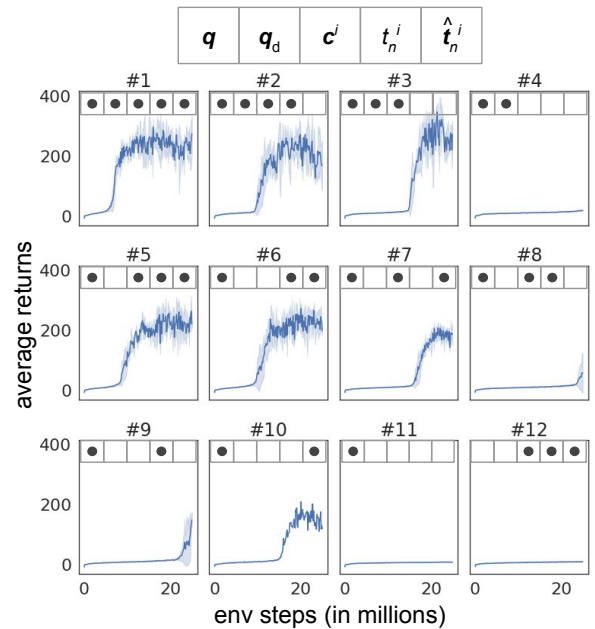 q q_d c^i t_n^i \hat{t}_n^i
#1 #2 #3 #4
400
200
0
#5 #6 #7 #8
400
200
0
#9 #10 #11 #12
400
200
0
0 20 0 20 0 20 0 20
average returns
env steps (in millions)